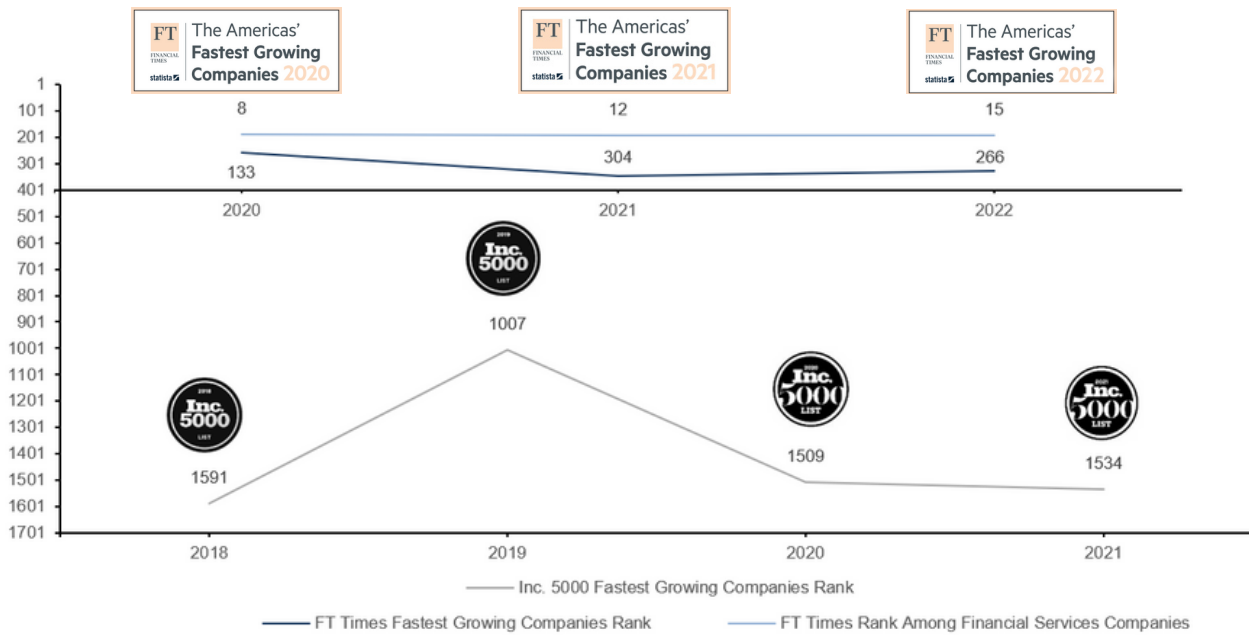 FT
FINANCIAL
TIMES
statista
The Americas'
Fastest Growing
Companies 2020
FT
FINANCIAL
TIMES
statista
The Americas'
Fastest Growing
Companies 2021
FT
FINANCIAL
TIMES
statista
The Americas'
Fastest Growing
Companies 2022
1
101
201
301
401
501
601
701
801
901
1001
1101
1201
1301
1401
1501
1601
1701
8
12
15
133
304
266
2020
2021
2022
2019
Inc.
5000
LIST
1007
2018
Inc.
5000
LIST
1591
2020
Inc.
5000
LIST
1509
2021
Inc.
5000
LIST
1534
2018
2019
2020
2021
Inc. 5000 Fastest Growing Companies Rank
FT Times Fastest Growing Companies Rank
FT Times Rank Among Financial Services Companies